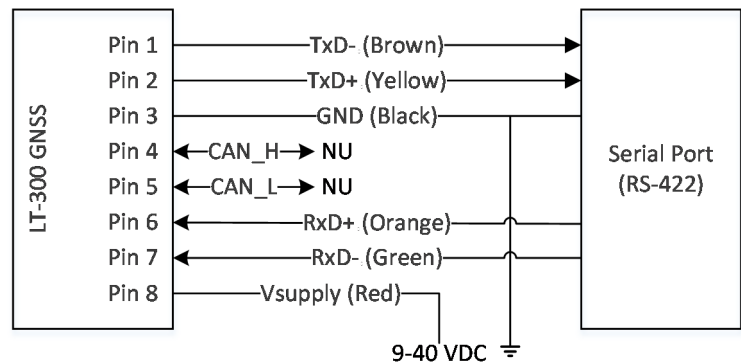 LT-300 GNSS
Pin 1 TxD- (Brown)
Pin 2 TxD+ (Yellow)
Pin 3 GND (Black)
Pin 4 CAN_H NU
Pin 5 CAN_L NU
Pin 6 RxD+ (Orange)
Pin 7 RxD- (Green)
Pin 8 Vsupply (Red)
9-40 VDC
Serial Port
(RS-422)